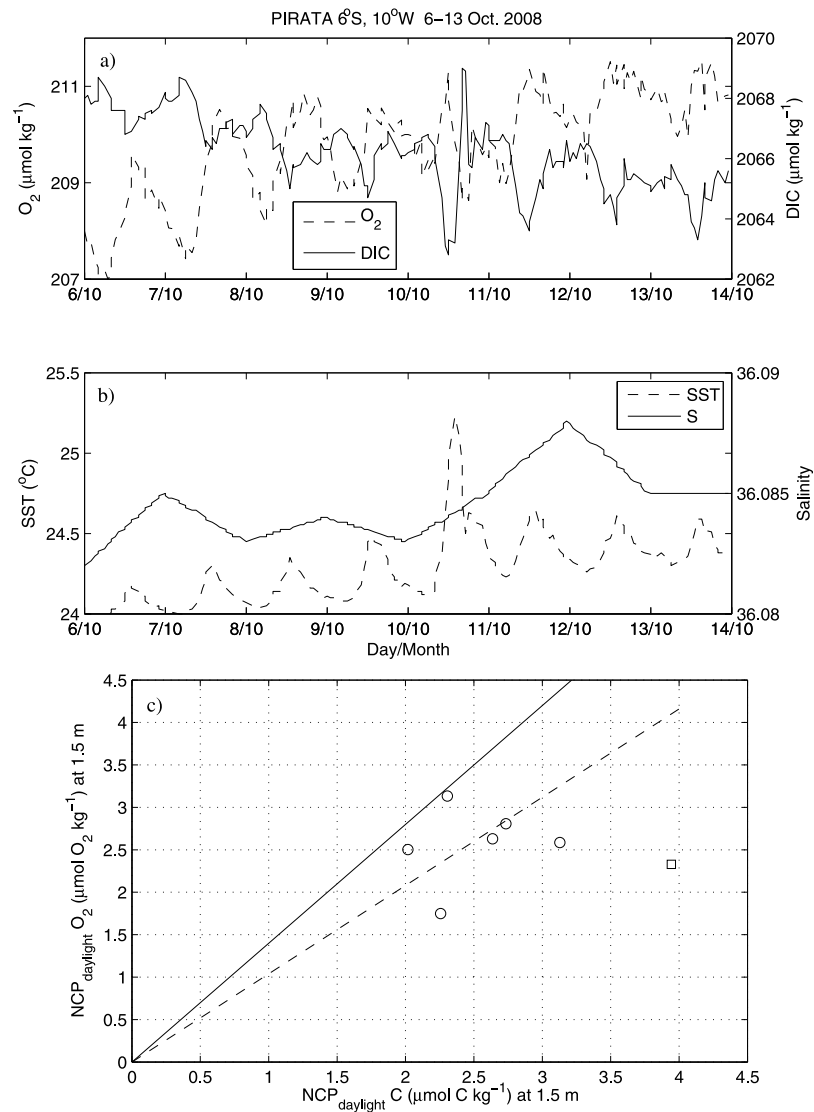 PIRATA 6°S, 10°W 6–13 Oct. 2008
a)
211
209
207
O2 (μmol kg−1)
2070
2068
2066
2064
2062
DIC (μmol kg−1)
O2
DIC
6/10 7/10 8/10 9/10 10/10 11/10 12/10 13/10 14/10
b)
25.5
25
24.5
24
SST (°C)
36.09
36.085
36.08
Salinity
SST
S
6/10 7/10 8/10 9/10 10/10 11/10 12/10 13/10 14/10
Day/Month
c)
4.5
4
3.5
3
2.5
2
1.5
1
0.5
0
NCPdaylight O2 (μmol O2 kg−1) at 1.5 m
0 0.5 1 1.5 2 2.5 3 3.5 4 4.5
NCPdaylight C (μmol C kg−1) at 1.5 m